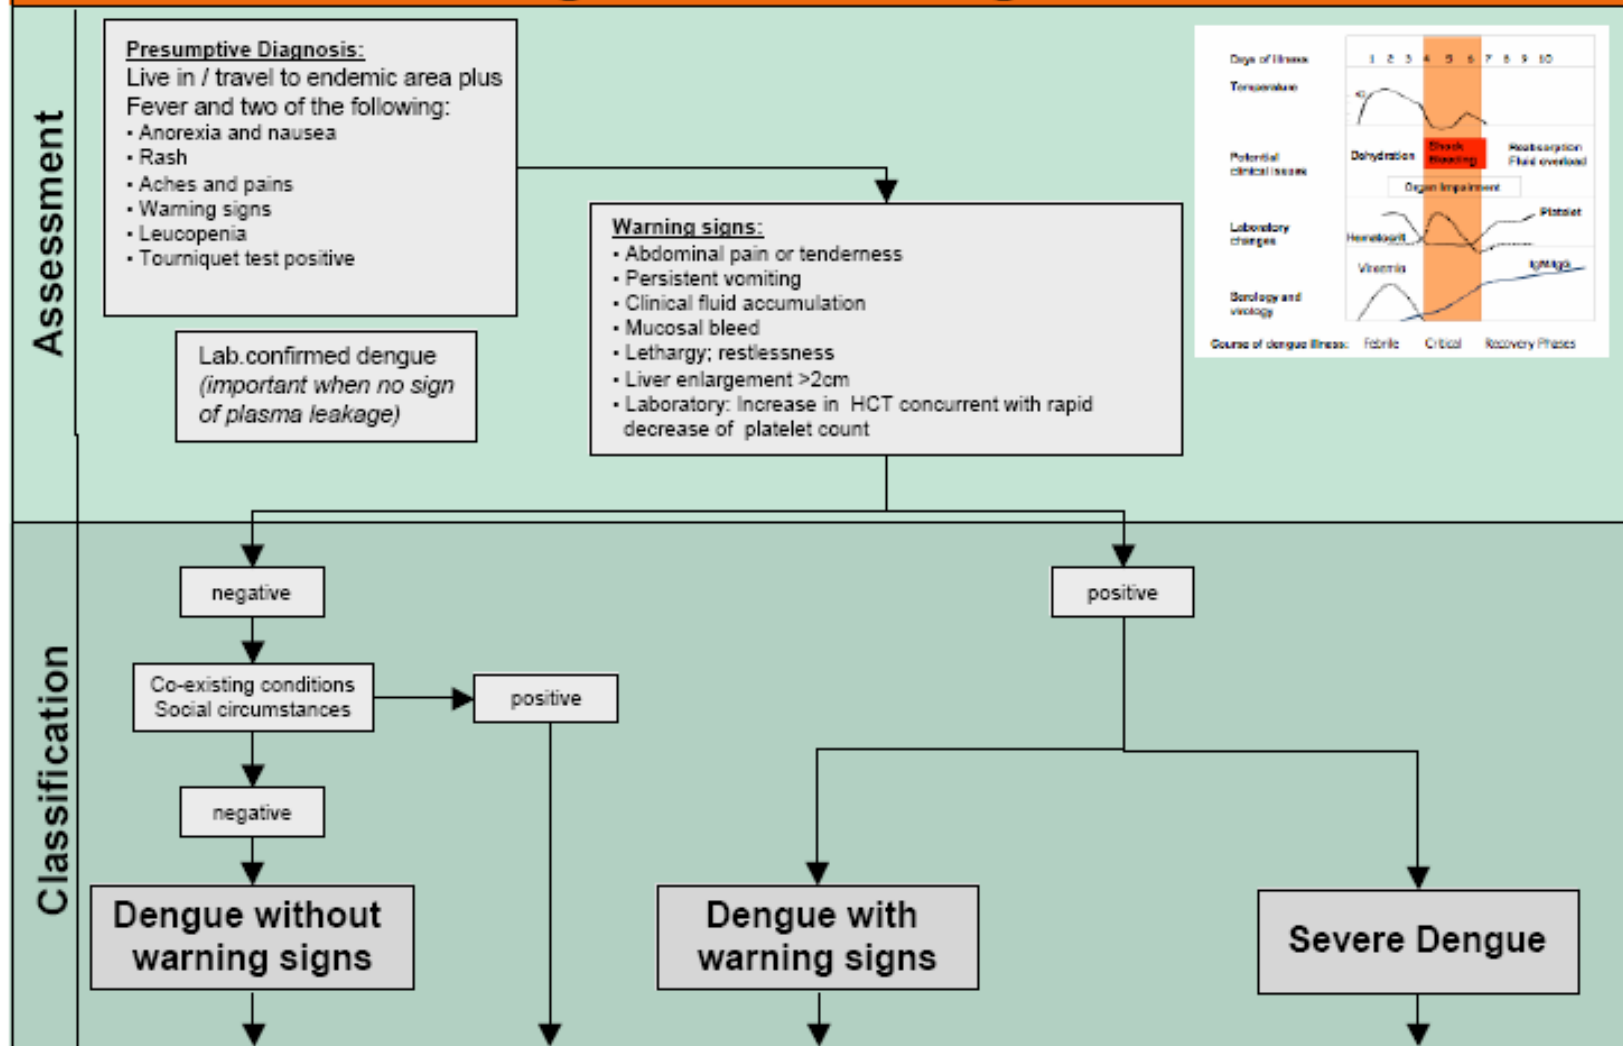 Assessment
Presumptive Diagnosis:
Live in / travel to endemic area plus
Fever and two of the following:
• Anorexia and nausea
• Rash
• Aches and pains
• Warning signs
• Leucopenia
• Tourniquet test positive
Lab.confirmed dengue
(important when no sign
of plasma leakage)
Warning signs:
• Abdominal pain or tenderness
• Persistent vomiting
• Clinical fluid accumulation
• Mucosal bleed
• Lethargy; restlessness
• Liver enlargement >2cm
• Laboratory: Increase in HCT concurrent with rapid
decrease of platelet count
Days of illness 1 2 3 4 5 6 7 8 9 10
Temperature
Potential
clinical issues
Dehydration
Shock
Bleeding
Reabsorption
Fluid overload
Organ Impairment
Laboratory
changes
Platelet
Hematocrit
Viraemia
IgM/IgG
Serology and
virology
Course of dengue illness: Febrile Critical Recovery Phases
Classification
negative
positive
Co-existing conditions
Social circumstances
positive
negative
Dengue without
warning signs
Dengue with
warning signs
Severe Dengue